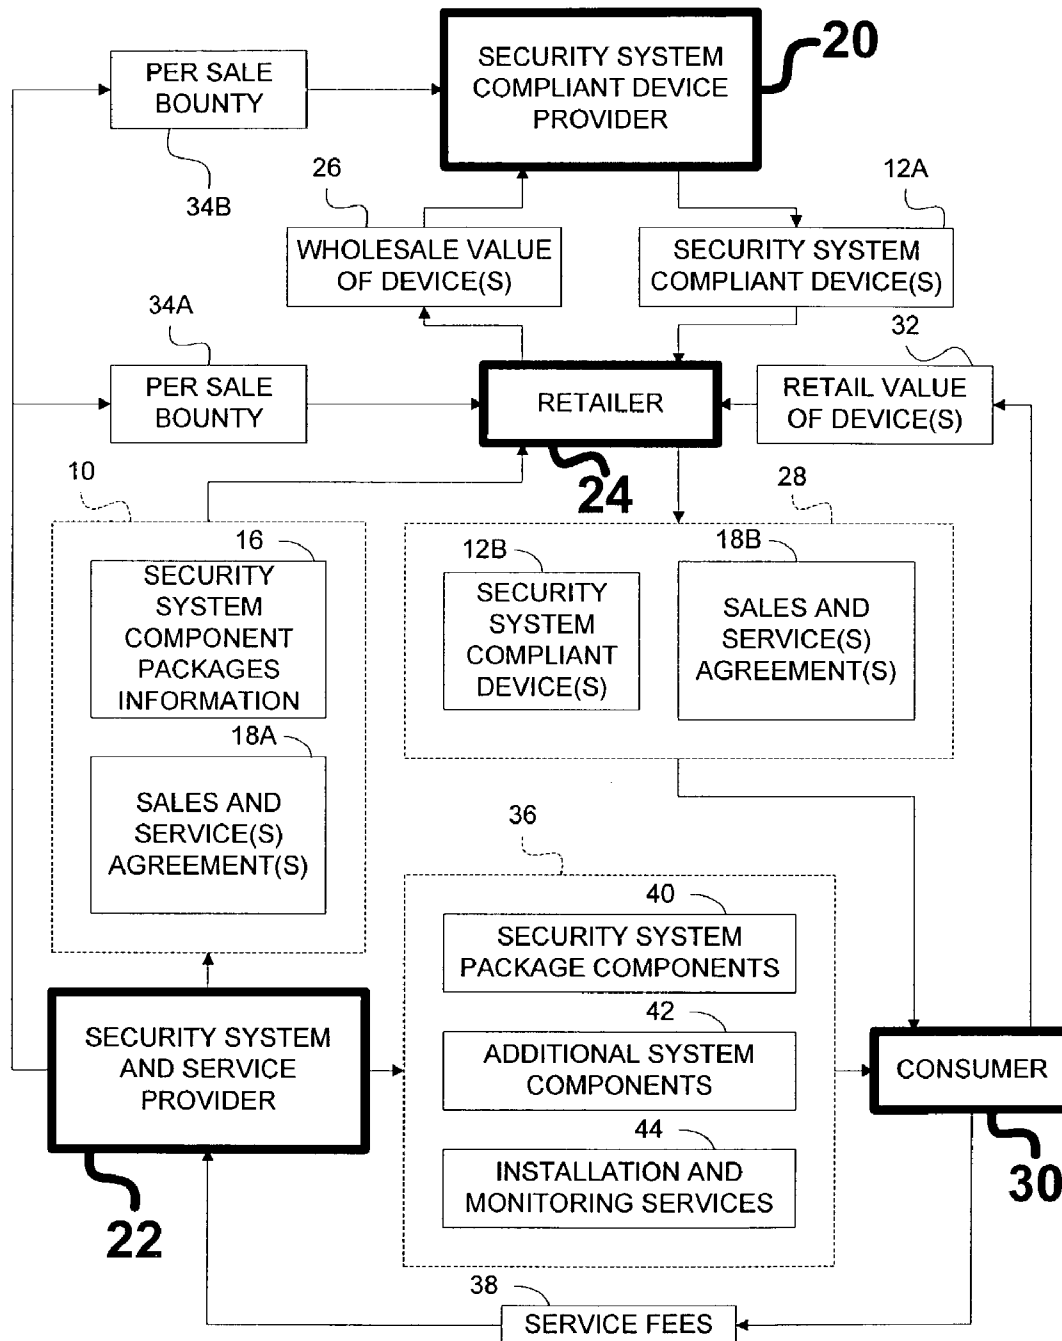 PER SALE
BOUNTY
34B
SECURITY SYSTEM
COMPLIANT DEVICE
PROVIDER
20
26
WHOLESALE VALUE
OF DEVICE(S)
12A
SECURITY SYSTEM
COMPLIANT DEVICE(S)
34A
PER SALE
BOUNTY
RETAILER
24
32
RETAIL VALUE
OF DEVICE(S)
10
16
SECURITY
SYSTEM
COMPONENT
PACKAGES
INFORMATION
18A
SALES AND
SERVICE(S)
AGREEMENT(S)
28
12B
SECURITY
SYSTEM
COMPLIANT
DEVICE(S)
18B
SALES AND
SERVICE(S)
AGREEMENT(S)
36
40
SECURITY SYSTEM
PACKAGE COMPONENTS
42
ADDITIONAL SYSTEM
COMPONENTS
44
INSTALLATION AND
MONITORING SERVICES
SECURITY SYSTEM
AND SERVICE
PROVIDER
22
CONSUMER
30
38
SERVICE FEES